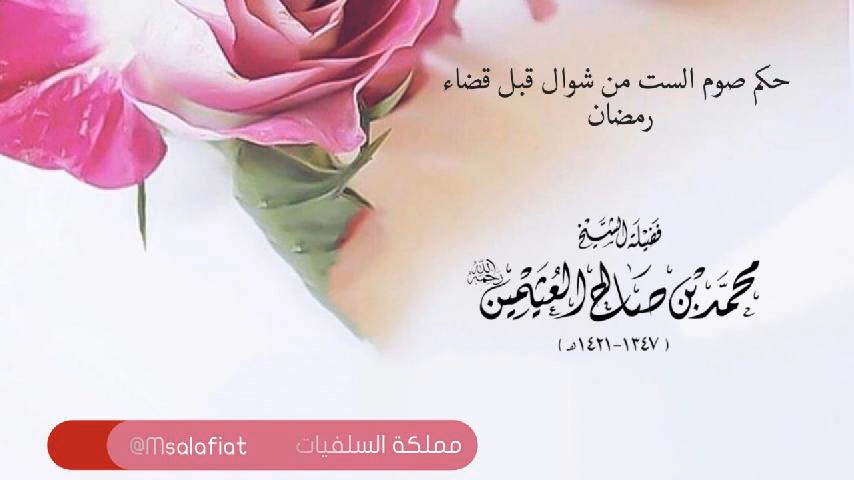 حكم صوم الست من شوال قبل قضاء
رمضان
فضيلة الشيخ
محمد بن صالح العثيمين رحمه الله
(١٣٤٧-١٤٢١هـ)
@Msalafiat مملكة السلفيات